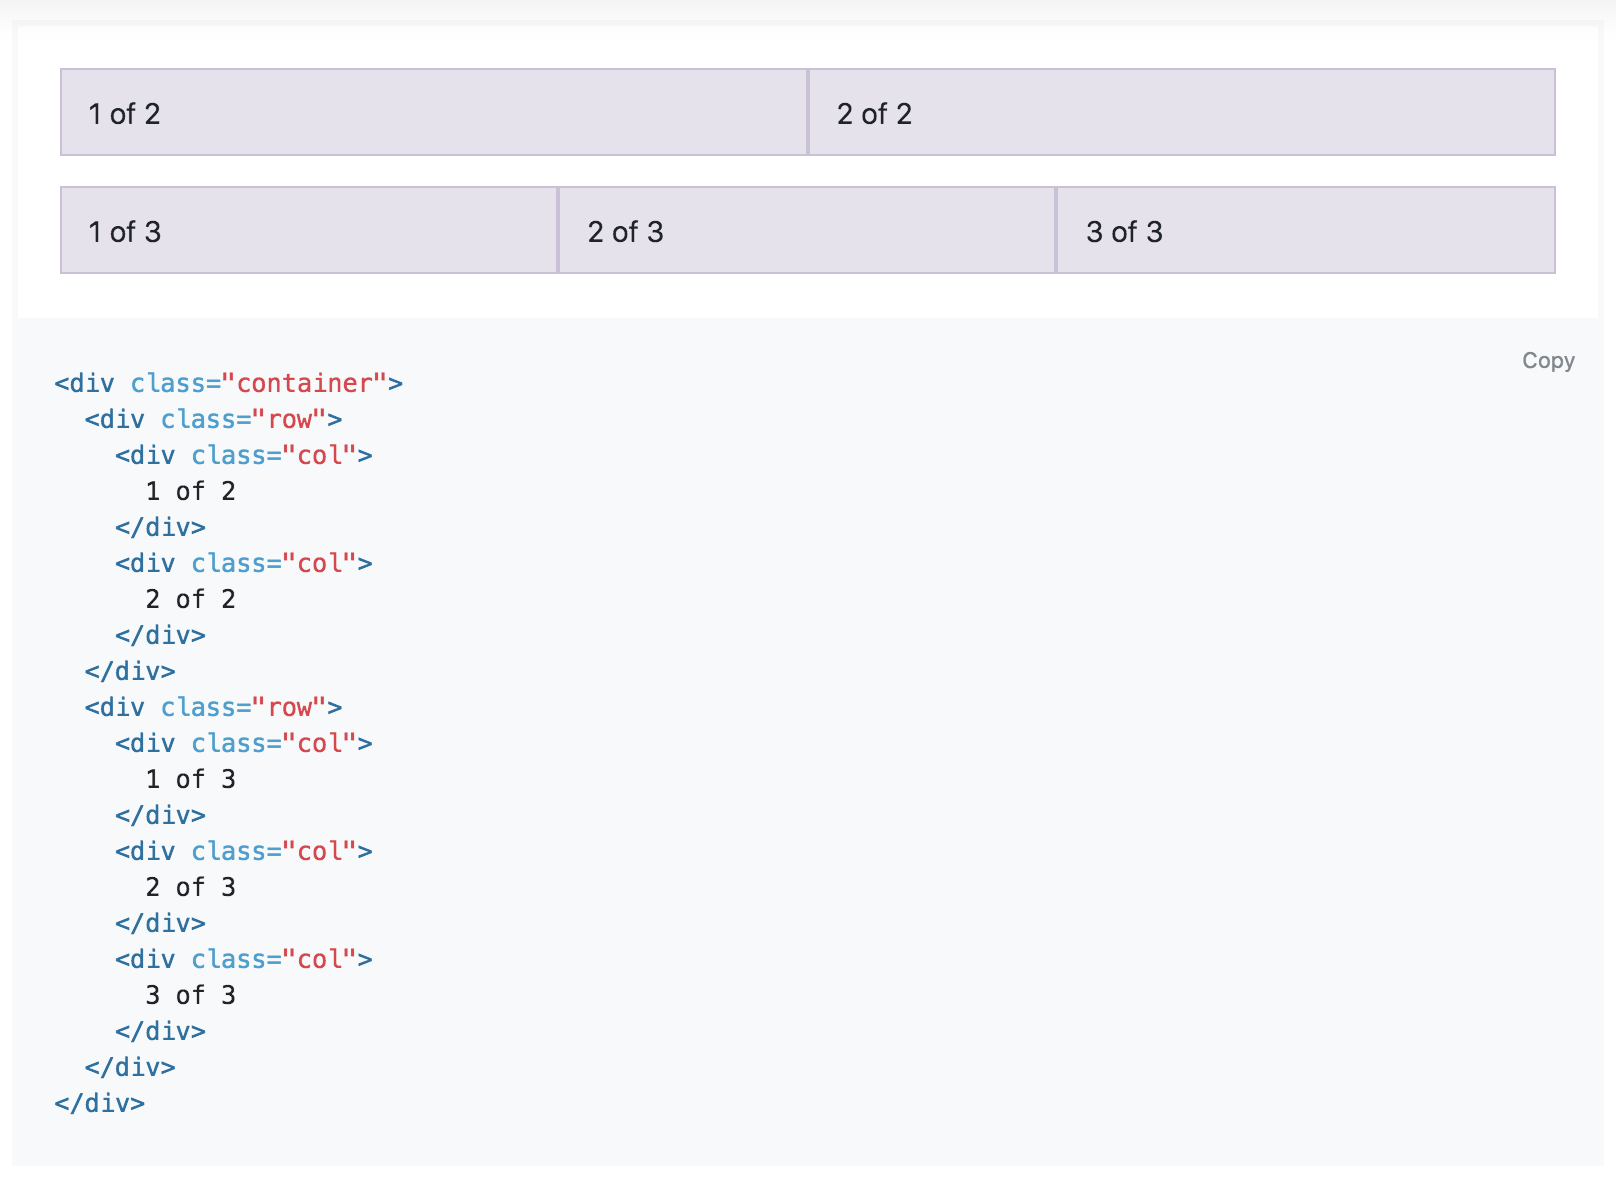 1 of 2 2 of 2
1 of 3 2 of 3 3 of 3
Copy
<div class="container">
  <div class="row">
    <div class="col">
      1 of 2
    </div>
    <div class="col">
      2 of 2
    </div>
  </div>
  <div class="row">
    <div class="col">
      1 of 3
    </div>
    <div class="col">
      2 of 3
    </div>
    <div class="col">
      3 of 3
    </div>
  </div>
</div>